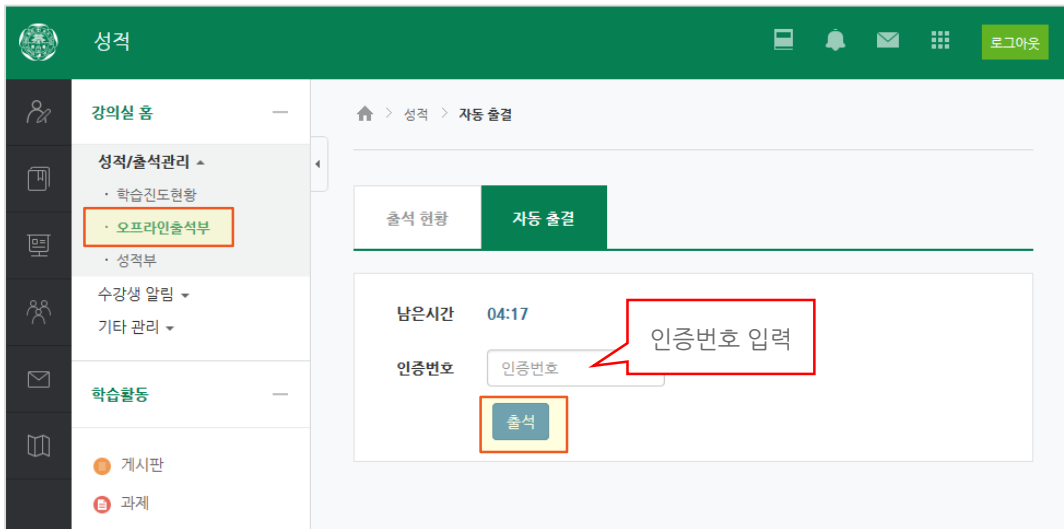 성적
로그아웃
강의실 홈
성적/출석관리
· 학습진도현황
· 오프라인출석부
· 성적부
수강생 알림
기타 관리
학습활동
게시판
과제
> 성적 > 자동 출결
출석 현황
자동 출결
남은시간 04:17
인증번호 인증번호
인증번호 입력
출석